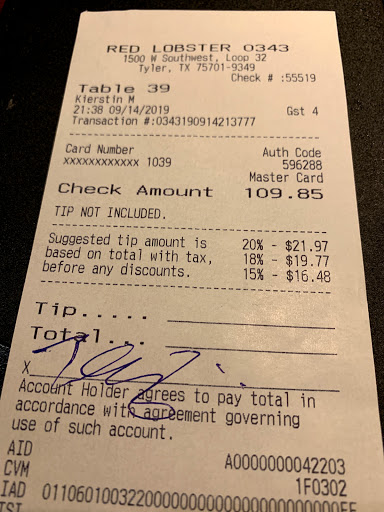 RED LOBSTER 0343
1500 W Southwest, Loop 32
Tyler, TX 75701-9349
Check # :55519
Table 39
Kierstin M
21:38 09/14/2019 Gst 4
Transaction #:0343190914213777
Card Number Auth Code
xxxxxxxxxxxx 1039 596288
Master Card
Check Amount 109.85
TIP NOT INCLUDED.
Suggested tip amount is 20% - $21.97
based on total with tax, 18% - $19.77
before any discounts. 15% - $16.48
Tip.....
Total...
X
Account Holder agrees to pay total in
accordance with agreement governing
use of such account.
AID A0000000042203
CVM 1F0302
IAD
TSI